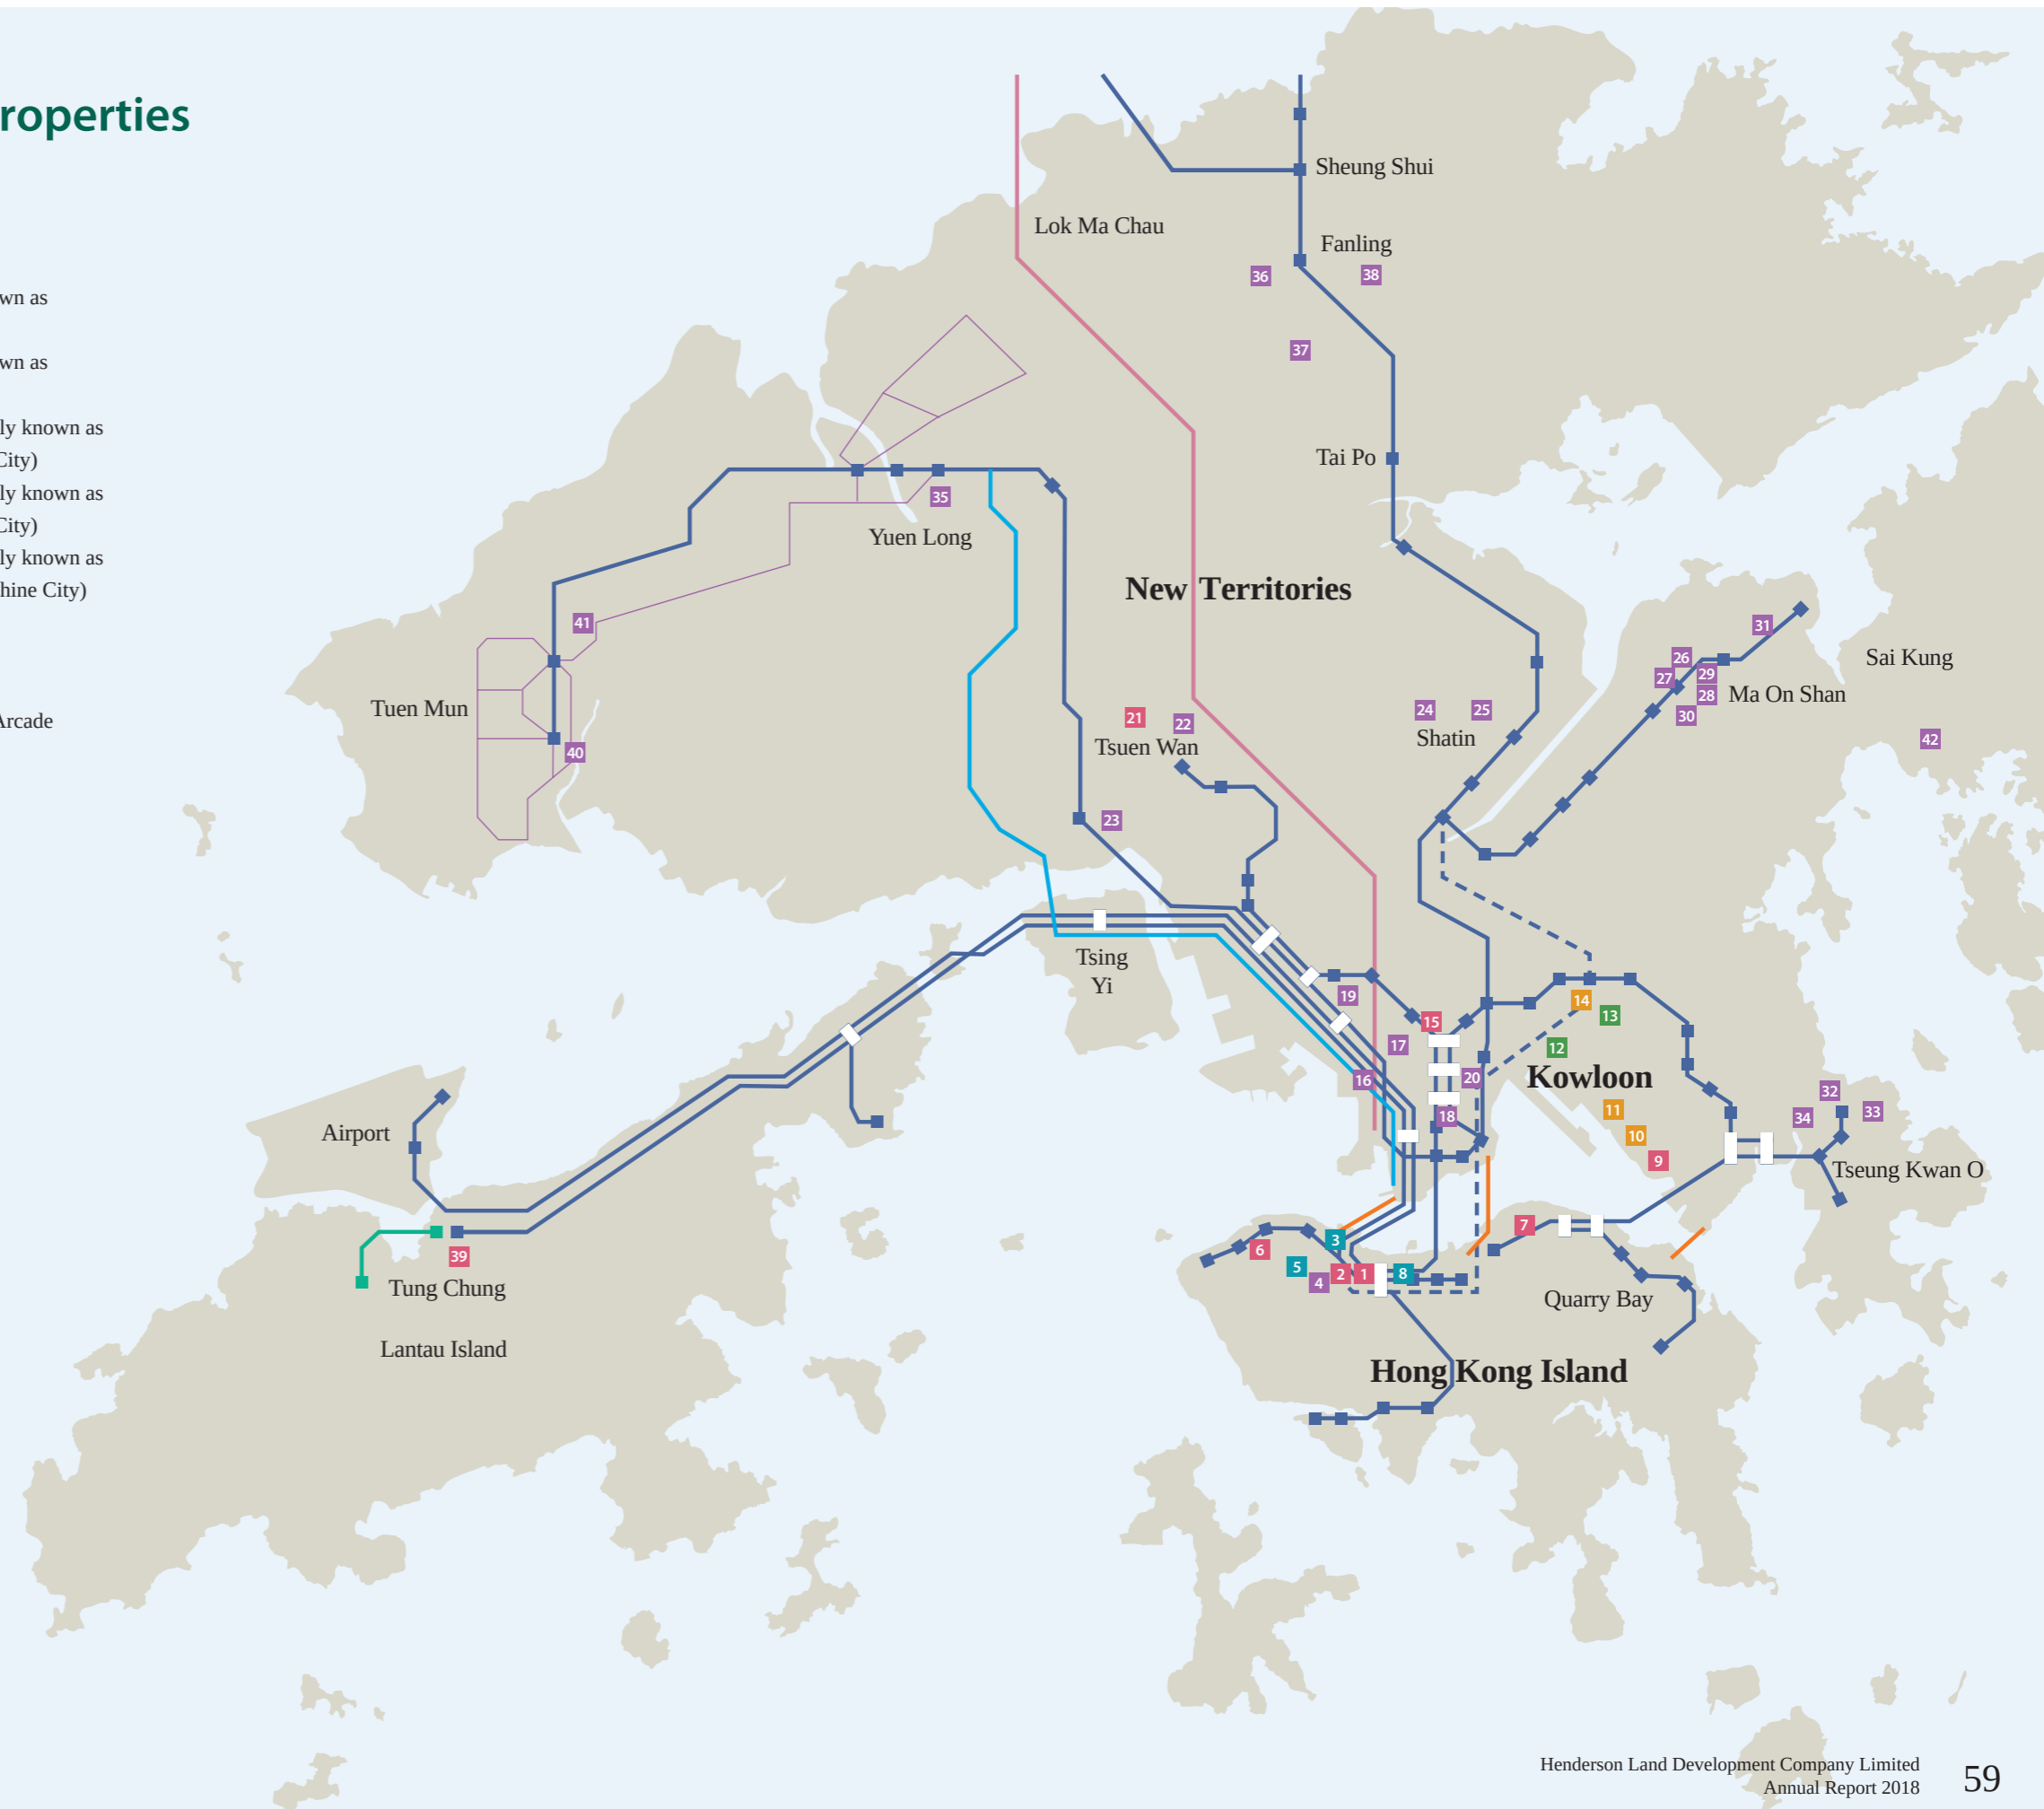 roperties
wn as
wn as
ly known as
City)
ly known as
City)
ly known as
hine City)
Arcade
Sheung Shui
Lok Ma Chau
Fanling
36
38
37
Tai Po
35
Yuen Long
New Territories
41
31
26
Sai Kung
27
29
28
Ma On Shan
Tuen Mun
24
25
30
21
22
Shatin
42
Tsuen Wan
40
23
Tsing
Yi
19
14
13
15
17
12
16
20
Kowloon
32
11
33
34
18
Airport
10
9
Tseung Kwan O
7
3
6
39
5
2
1
8
4
Tung Chung
Quarry Bay
Lantau Island
Hong Kong Island
Henderson Land Development Company Limited
Annual Report 2018
59